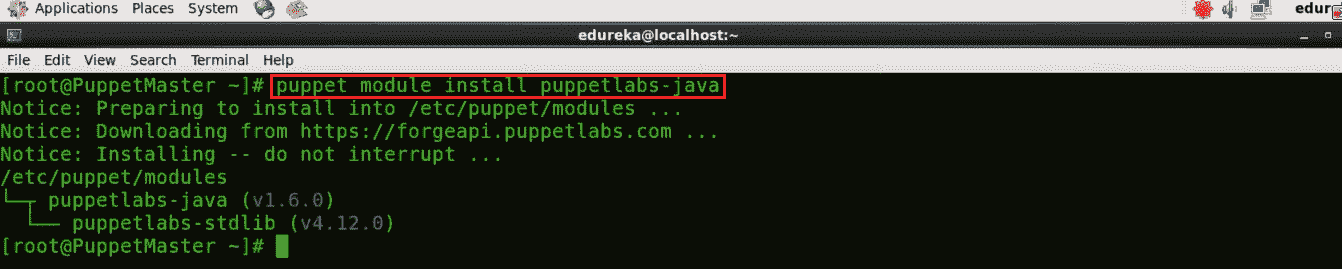 Applications Places System
edur
edureka@localhost:~
File Edit View Search Terminal Help
[root@PuppetMaster ~]# puppet module install puppetlabs-java
Notice: Preparing to install into /etc/puppet/modules ...
Notice: Downloading from https://forgeapi.puppetlabs.com ...
Notice: Installing -- do not interrupt ...
/etc/puppet/modules
└─┬ puppetlabs-java (v1.6.0)
  └── puppetlabs-stdlib (v4.12.0)
[root@PuppetMaster ~]#